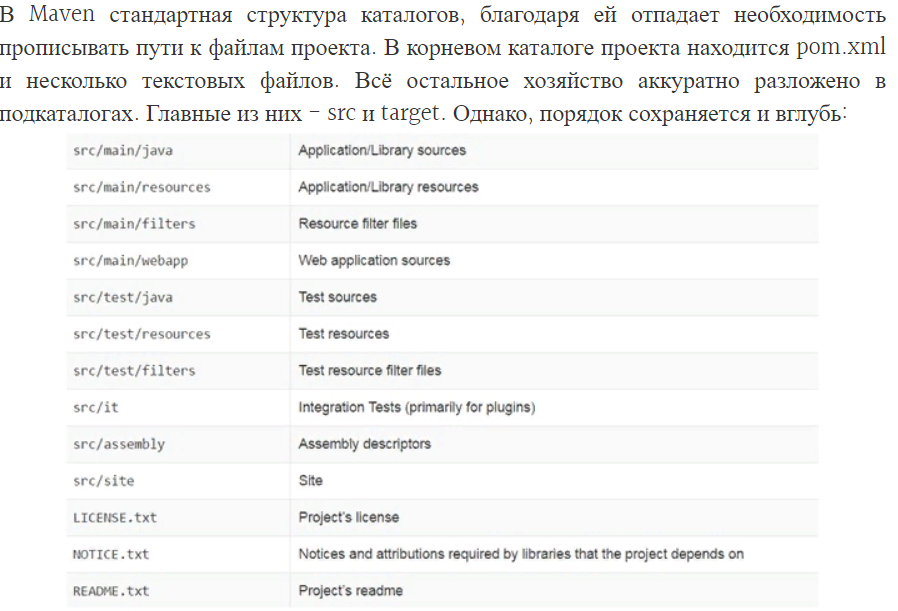 В Maven стандартная структура каталогов, благодаря ей отпадает необходимость
прописывать пути к файлам проекта. В корневом каталоге проекта находится pom.xml
и несколько текстовых файлов. Всё остальное хозяйство аккуратно разложено в
подкаталогах. Главные из них – src и target. Однако, порядок сохраняется и вглубь:
src/main/java Application/Library sources
src/main/resources Application/Library resources
src/main/filters Resource filter files
src/main/webapp Web application sources
src/test/java Test sources
src/test/resources Test resources
src/test/filters Test resource filter files
src/it Integration Tests (primarily for plugins)
src/assembly Assembly descriptors
src/site Site
LICENSE.txt Project's license
NOTICE.txt Notices and attributions required by libraries that the project depends on
README.txt Project's readme